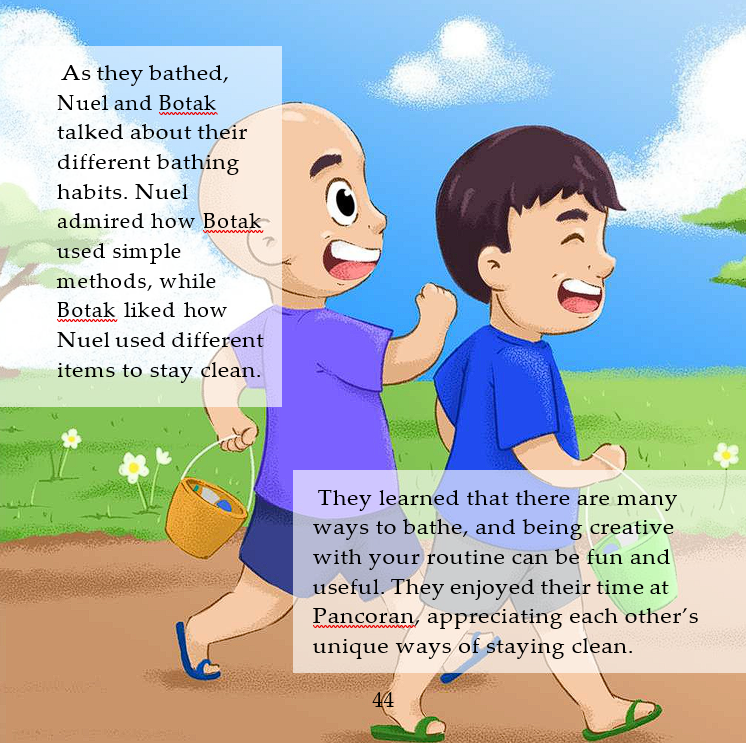 As they bathed,
Nuel and Botak
talked about their
different bathing
habits. Nuel
admired how Botak
used simple
methods, while
Botak liked how
Nuel used different
items to stay clean.
They learned that there are many
ways to bathe, and being creative
with your routine can be fun and
useful. They enjoyed their time at
Pancoran, appreciating each other’s
unique ways of staying clean.
44